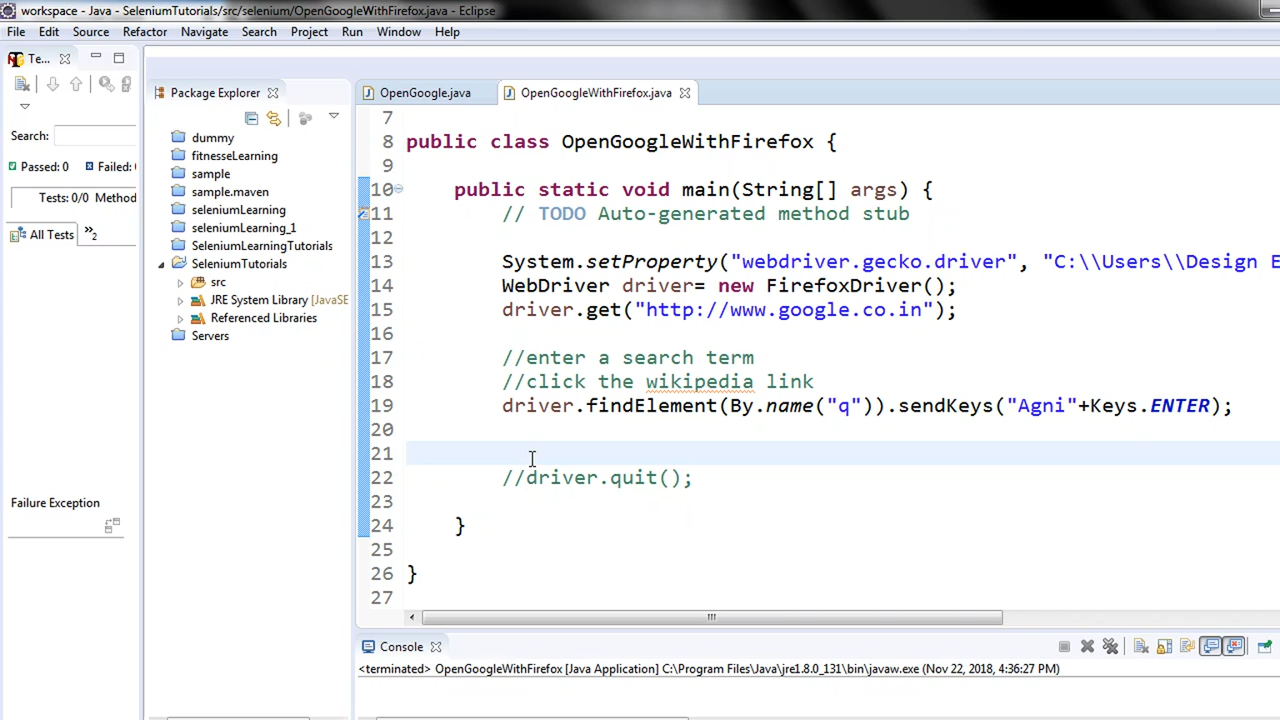 workspace - Java - SeleniumTutorials/src/selenium/OpenGoogleWithFirefox.java - Eclipse
File Edit Source Refactor Navigate Search Project Run Window Help
Te...
Search:
Passed: 0 Failed:
Tests: 0/0 Method
All Tests »2
Failure Exception
Package Explorer
dummy
fitnesseLearning
sample
sample.maven
seleniumLearning
seleniumLearning_1
SeleniumLearningTutorials
SeleniumTutorials
src
JRE System Library [JavaSE
Referenced Libraries
Servers
OpenGoogle.java OpenGoogleWithFirefox.java
7
8 public class OpenGoogleWithFirefox {
9
10 public static void main(String[] args) {
11 // TODO Auto-generated method stub
12
13 System.setProperty("webdriver.gecko.driver", "C:\\Users\\Design E
14 WebDriver driver= new FirefoxDriver();
15 driver.get("http://www.google.co.in");
16
17 //enter a search term
18 //click the wikipedia link
19 driver.findElement(By.name("q")).sendKeys("Agni"+Keys.ENTER);
20
21
22 //driver.quit();
23
24 }
25
26 }
27
Console
<terminated> OpenGoogleWithFirefox [Java Application] C:\Program Files\Java\jre1.8.0_131\bin\javaw.exe (Nov 22, 2018, 4:36:27 PM)